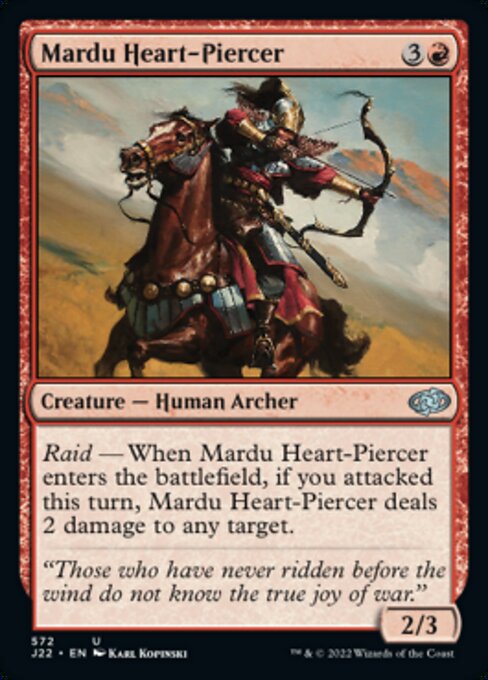 Mardu Heart-Piercer 3
Creature — Human Archer
Raid — When Mardu Heart-Piercer
enters the battlefield, if you attacked
this turn, Mardu Heart-Piercer deals
2 damage to any target.
“Those who have never ridden before the
wind do not know the true joy of war.”
2/3
572 U
J22 • EN Karl Kopinski
™ & © 2022 Wizards of the Coast